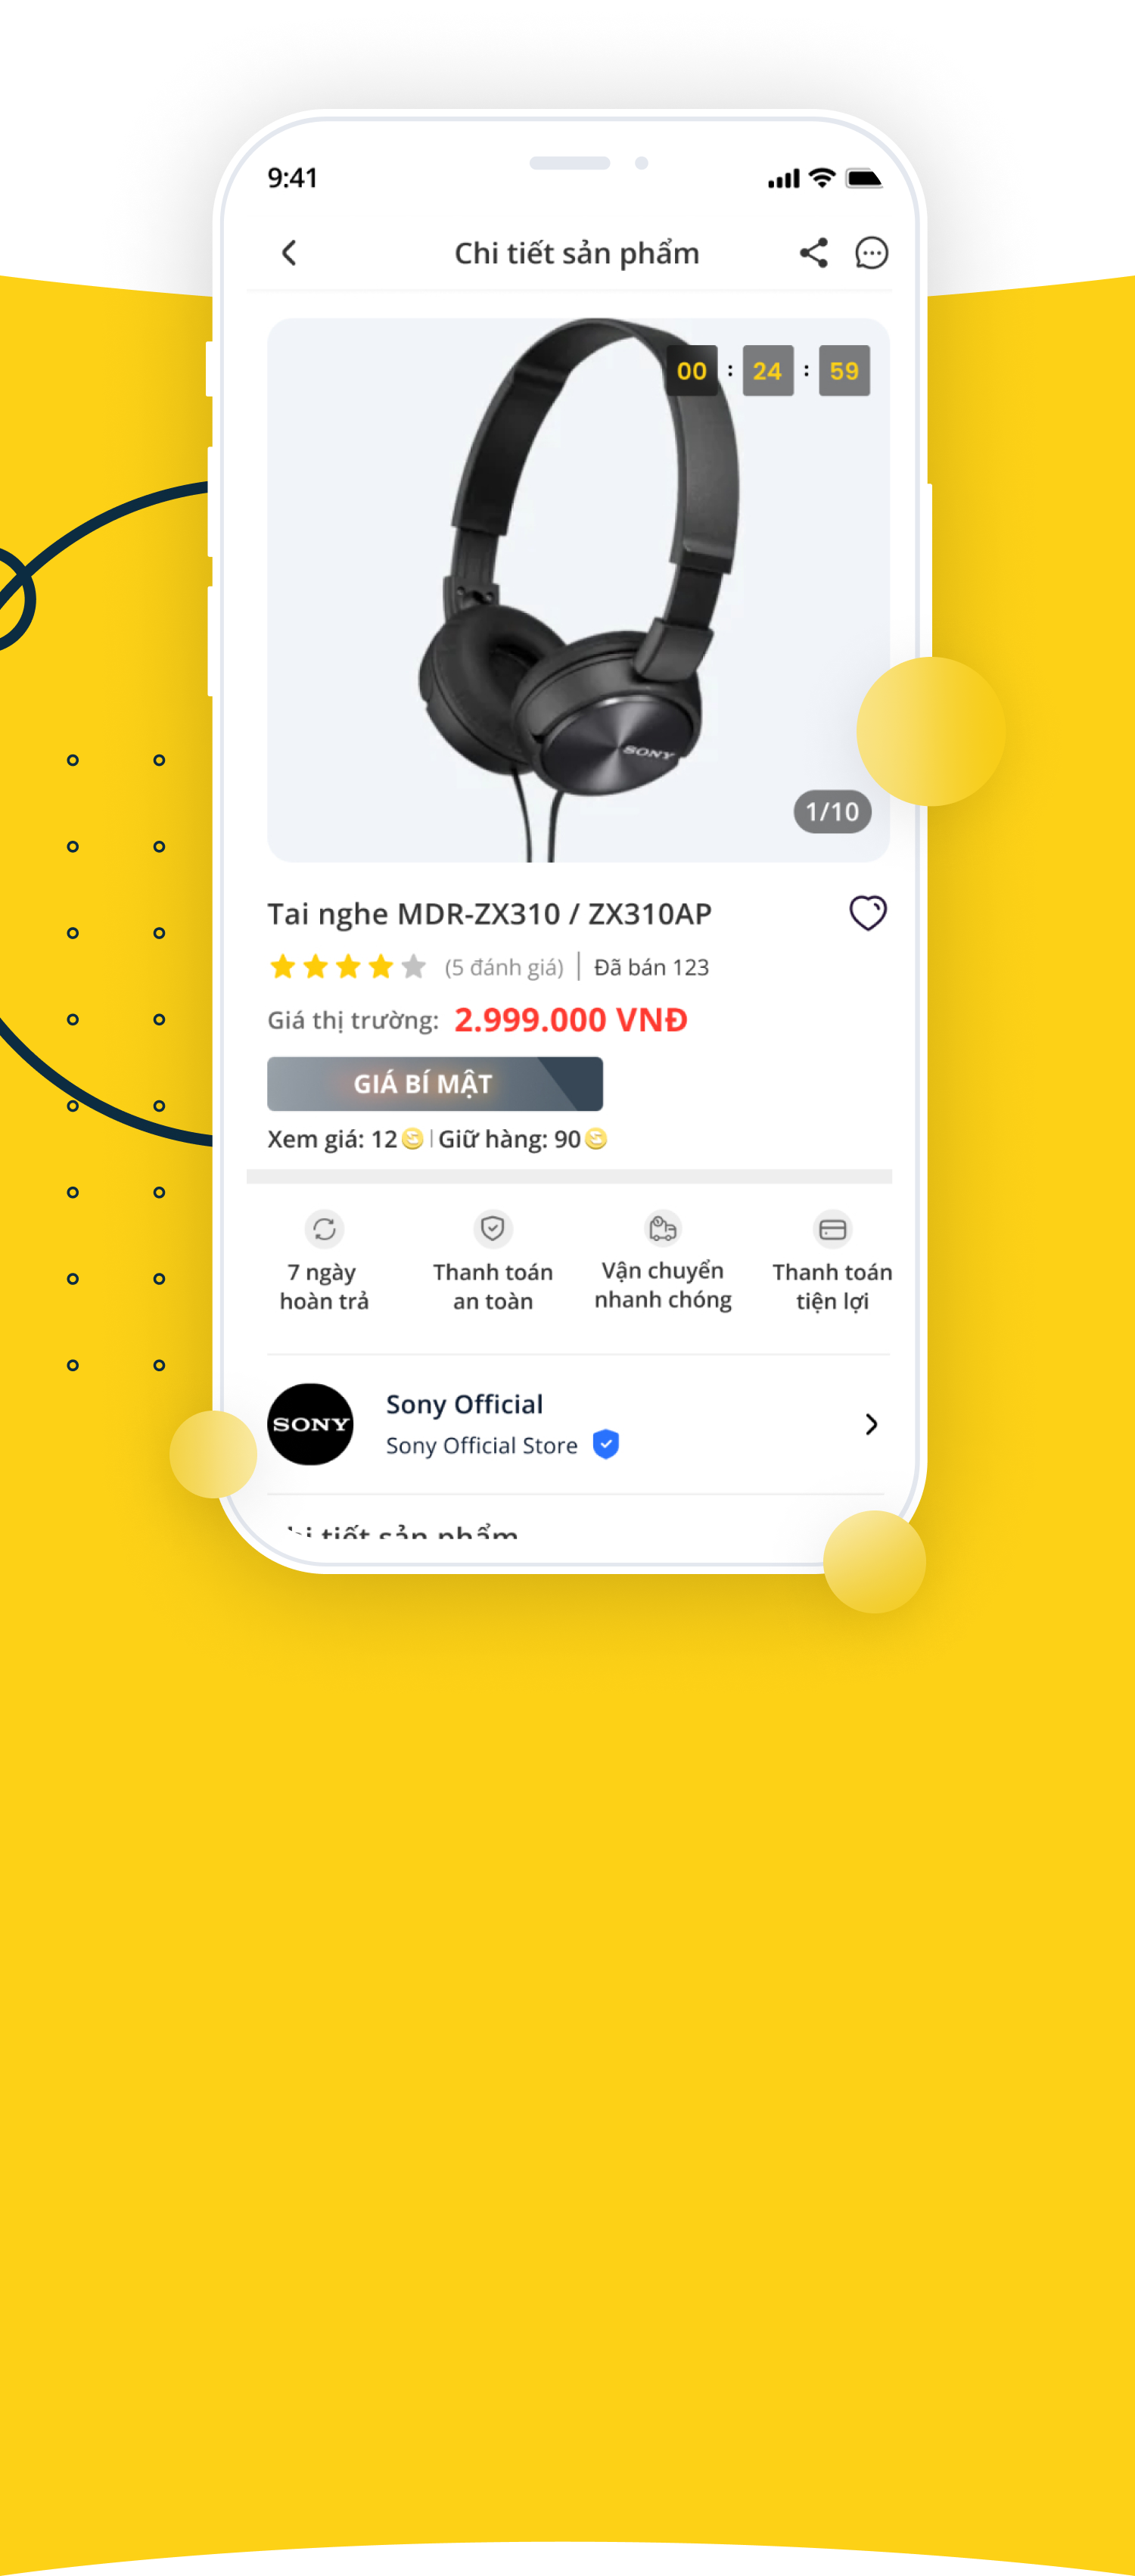 9:41
Chi tiết sản phẩm
00 : 24 : 59
SONY
1/10
Tai nghe MDR-ZX310 / ZX310AP
(5 đánh giá) | Đã bán 123
Giá thị trường: 2.999.000 VNĐ
GIÁ BÍ MẬT
Xem giá: 12 | Giữ hàng: 90
7 ngày
hoàn trả
Thanh toán
an toàn
Vận chuyển
nhanh chóng
Thanh toán
tiện lợi
SONY
Sony Official
Sony Official Store
tiết sản phẩm